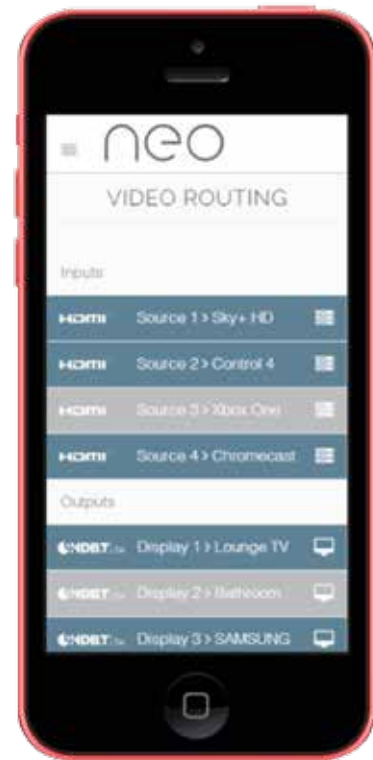 neo
VIDEO ROUTING
Inputs
HDMI Source 1 > Sky+ HD
HDMI Source 2 > Control 4
HDMI Source 3 > Xbox One
HDMI Source 4 > Chromecast
Outputs
HDBT Display 1 > Lounge TV
HDBT Display 2 > Bathroom
HDBT Display 3 > SAMSUNG